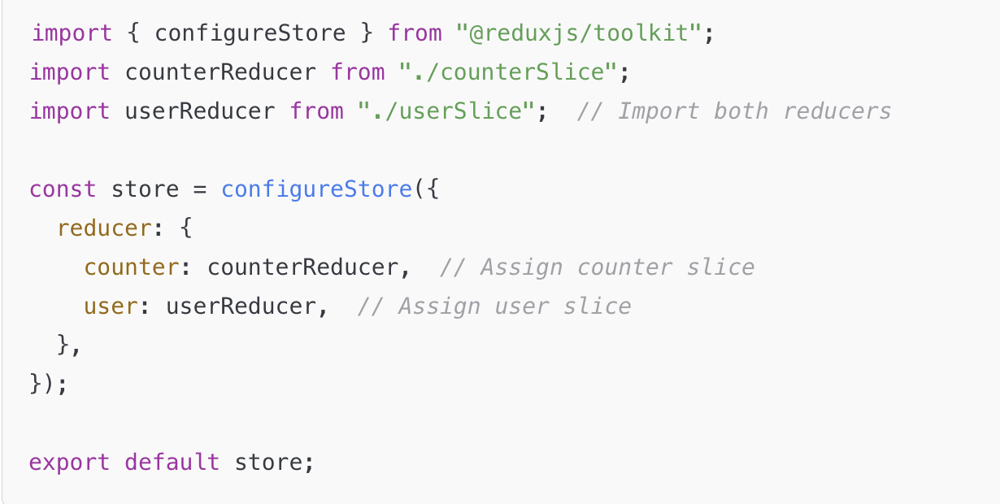 import { configureStore } from "@reduxjs/toolkit";
import counterReducer from "./counterSlice";
import userReducer from "./userSlice";  // Import both reducers

const store = configureStore({
  reducer: {
    counter: counterReducer,  // Assign counter slice
    user: userReducer,  // Assign user slice
  },
});

export default store;